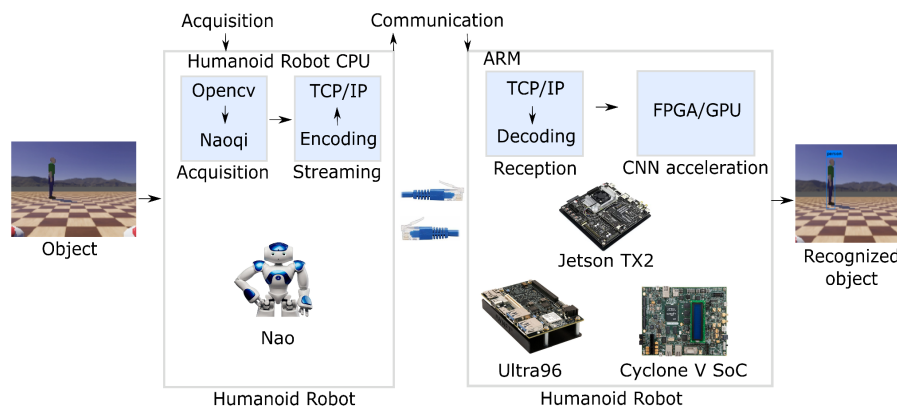 Acquisition
Communication
Humanoid Robot CPU
ARM
Opencv
Naoqi
TCP/IP
Encoding
TCP/IP
Decoding
FPGA/GPU
Acquisition
Streaming
Reception
CNN acceleration
Object
Jetson TX2
Recognized
object
Nao
Ultra96
Cyclone V SoC
Humanoid Robot
Humanoid Robot